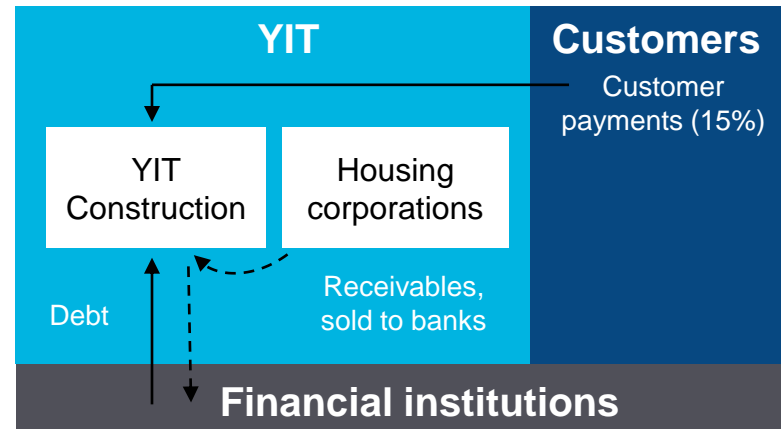 YIT
Customers
Customer
payments (15%)
YIT
Construction
Housing
corporations
Debt
Receivables,
sold to banks
Financial institutions